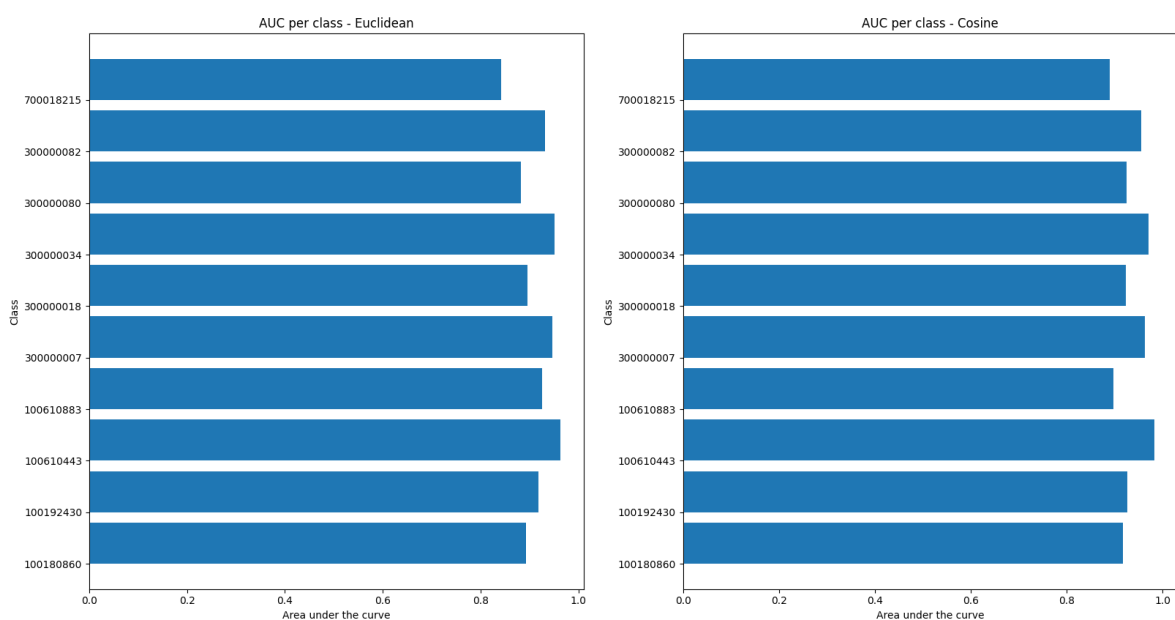 AUC per class - Euclidean
Class
700018215
300000082
300000080
300000034
300000018
300000007
100610883
100610443
100192430
100180860
0.0 0.2 0.4 0.6 0.8 1.0
Area under the curve
AUC per class - Cosine
Class
700018215
300000082
300000080
300000034
300000018
300000007
100610883
100610443
100192430
100180860
0.0 0.2 0.4 0.6 0.8 1.0
Area under the curve